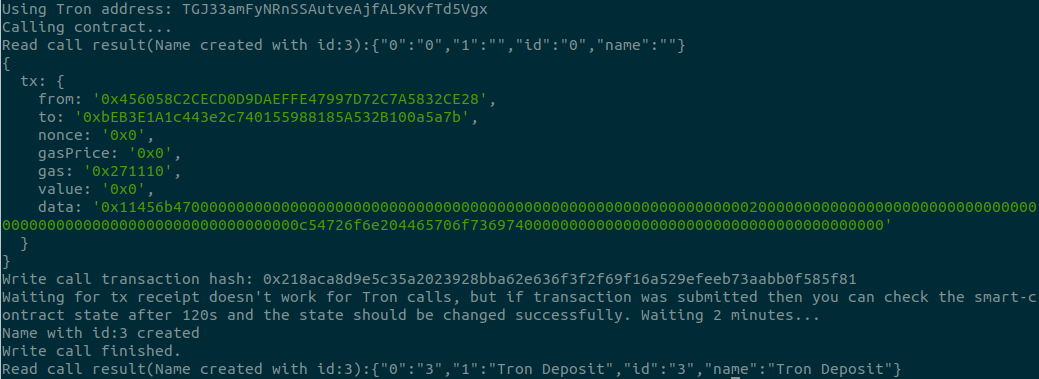 Using Tron address: TGJ33amFyNRnSSAutveAjfAL9KvfTd5Vgx
Calling contract...
Read call result(Name created with id:3):{"0":"0","1":"","id":"0","name":""}
{
  tx: {
    from: '0x456058C2CECD0D9DAEFFE47997D72C7A5832CE28',
    to: '0xbEB3E1A1c443e2c740155988185A532B100a5a7b',
    nonce: '0x0',
    gasPrice: '0x0',
    gas: '0x271110',
    value: '0x0',
    data: '0x11456b470000000000000000000000000000000000000000000000000000000000000020000000000000000000000000000000
000000000000000000000000000000000c54726f6e204465706f7369740000000000000000000000000000000000000000'
  }
}
Write call transaction hash: 0x218aca8d9e5c35a2023928bba62e636f3f2f69f16a529efeeb73aabb0f585f81
Waiting for tx receipt doesn't work for Tron calls, but if transaction was submitted then you can check the smart-c
ontract state after 120s and the state should be changed successfully. Waiting 2 minutes...
Name with id:3 created
Write call finished.
Read call result(Name created with id:3):{"0":"3","1":"Tron Deposit","id":"3","name":"Tron Deposit"}